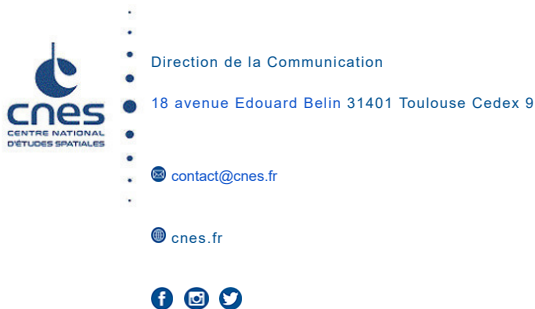 cnes
CENTRE NATIONAL
D'ÉTUDES SPATIALES
Direction de la Communication
18 avenue Edouard Belin 31401 Toulouse Cedex 9
contact@cnes.fr
cnes.fr